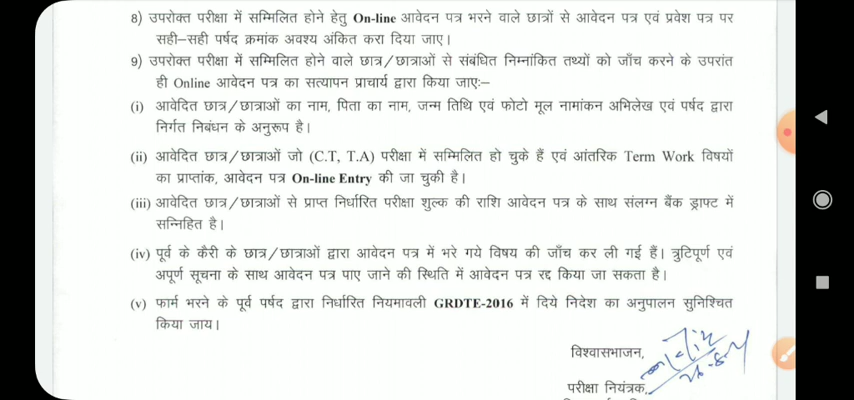 8) उपरोक्त परीक्षा में सम्मिलित होने हेतु On-line आवेदन पत्र भरने वाले छात्रों से आवेदन पत्र एवं प्रवेश पत्र पर
सही–सही पर्षद क्रमांक अवश्य अंकित करा दिया जाए।
9) उपरोक्त परीक्षा में सम्मिलित होने वाले छात्र/छात्राओं से संबंधित निम्नांकित तथ्यों को जाँच करने के उपरांत
ही Online आवेदन पत्र का सत्यापन प्राचार्य द्वारा किया जाएः–
(i) आवेदित छात्र/छात्राओं का नाम, पिता का नाम, जन्म तिथि एवं फोटो मूल नामांकन अभिलेख एवं पर्षद द्वारा
निर्गत निबंधन के अनुरूप है।
(ii) आवेदित छात्र/छात्राओं जो (C.T, T.A) परीक्षा में सम्मिलित हो चुके हैं एवं आंतरिक Term Work विषयों
का प्राप्तांक, आवेदन पत्र On-line Entry की जा चुकी है।
(iii) आवेदित छात्र/छात्राओं से प्राप्त निर्धारित परीक्षा शुल्क की राशि आवेदन पत्र के साथ संलग्न बैंक ड्राफ्ट में
सन्निहित है।
(iv) पूर्व के कैरी के छात्र/छात्राओं द्वारा आवेदन पत्र में भरे गये विषय की जाँच कर ली गई हैं। त्रुटिपूर्ण एवं
अपूर्ण सूचना के साथ आवेदन पत्र पाए जाने की स्थिति में आवेदन पत्र रद्द किया जा सकता है।
(v) फार्म भरने के पूर्व पर्षद द्वारा निर्धारित नियमावली GRDTE-2016 में दिये निदेश का अनुपालन सुनिश्चित
किया जाय।
विश्वासभाजन,
परीक्षा नियंत्रक,